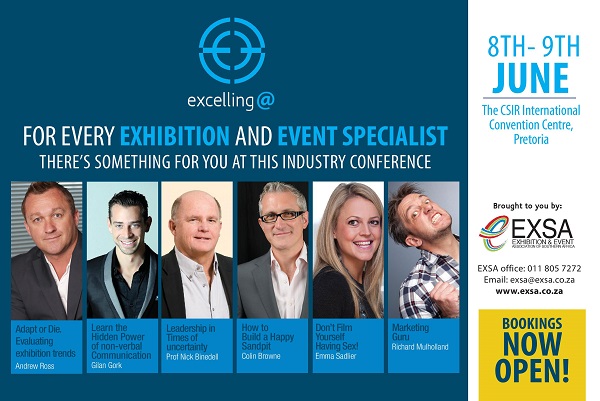 excelling@
FOR EVERY EXHIBITION AND EVENT SPECIALIST
THERE'S SOMETHING FOR YOU AT THIS INDUSTRY CONFERENCE
Adapt or Die.
Evaluating
exhibition trends
Andrew Ross
Learn the
Hidden Power
of non-verbal
Communication
Gilan Gork
Leadership in
Times of
uncertainty
Prof Nick Binedell
How to
Build a Happy
Sandpit
Colin Browne
Don't Film
Yourself
Having Sex!
Emma Sadlier
Marketing
Guru
Richard Mulholland
8TH- 9TH
JUNE
The CSIR International
Convention Centre,
Pretoria
Brought to you by:
EXSA
EXHIBITION & EVENT
ASSOCIATION OF SOUTHERN AFRICA
EXSA office: 011 805 7272
Email: exsa@exsa.co.za
www.exsa.co.za
BOOKINGS
NOW
OPEN!